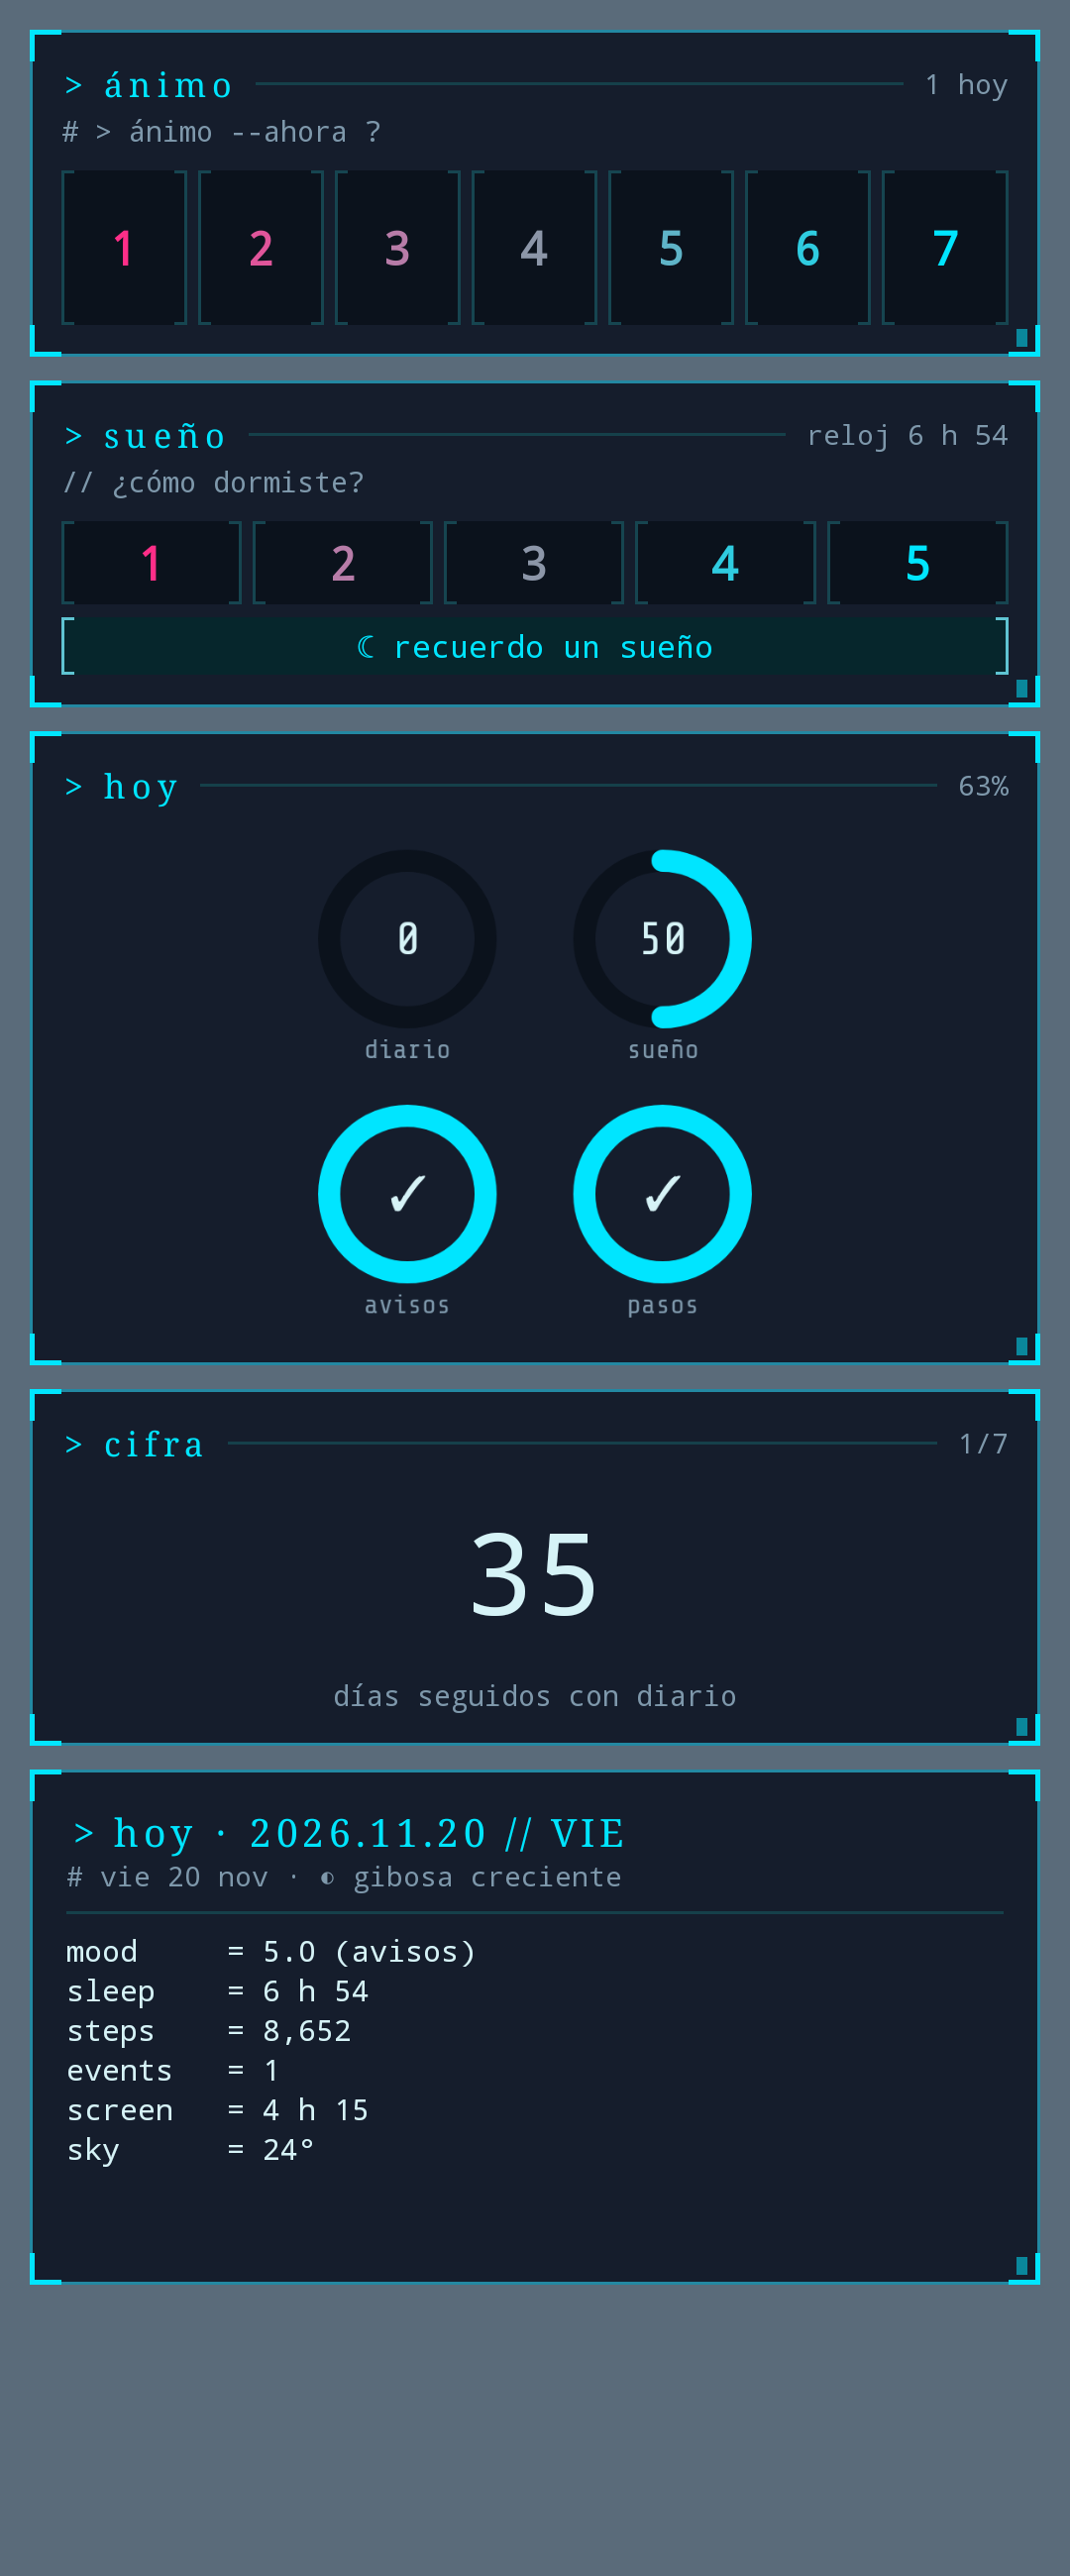 > ánimo 1 hoy
# > ánimo --ahora ?
1 2 3 4 5 6 7
> sueño reloj 6 h 54
// ¿cómo dormiste?
1 2 3 4 5
☾ recuerdo un sueño
> hoy 63%
0 50
diario sueño
✓ ✓
avisos pasos
> cifra 1/7
35
días seguidos con diario
> hoy · 2026.11.20 // VIE
# vie 20 nov · ◐ gibosa creciente
mood = 5.0 (avisos)
sleep = 6 h 54
steps = 8,652
events = 1
screen = 4 h 15
sky = 24°